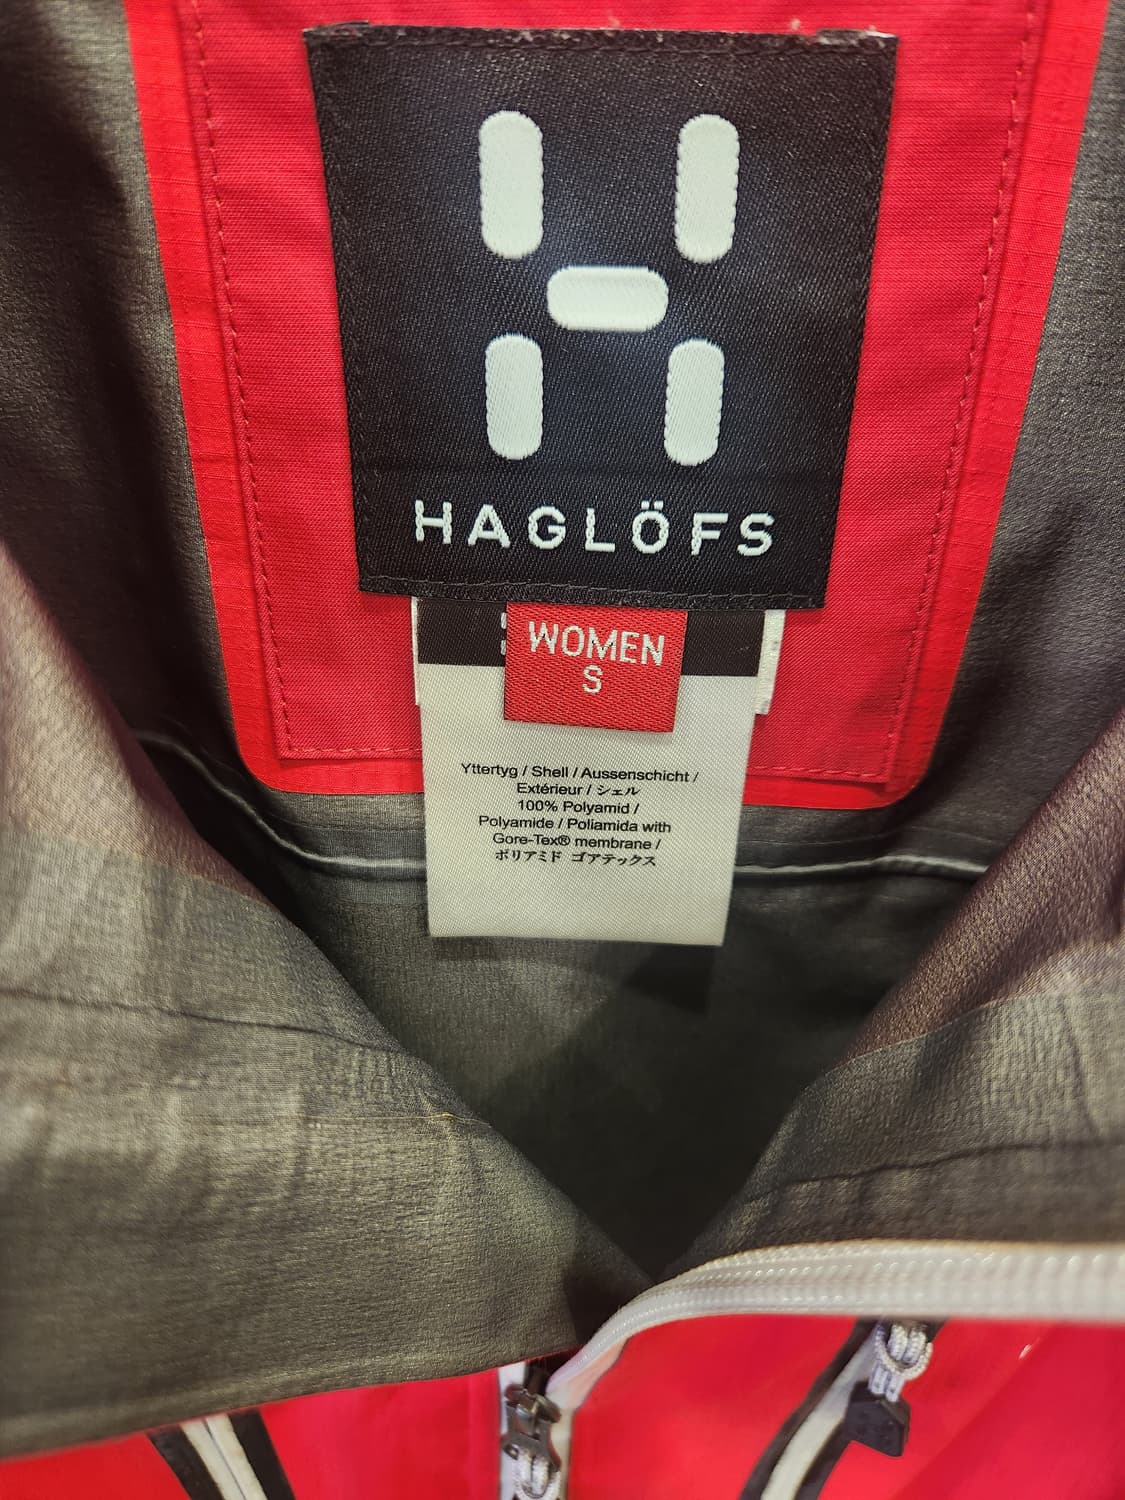 HAGLÖFS
WOMEN
S
Yttertyg / Shell / Aussenschicht /
Extérieur / シェル
100% Polyamid /
Polyamide / Poliamida with
Gore-Tex® membrane /
ポリアミド ゴアテックス